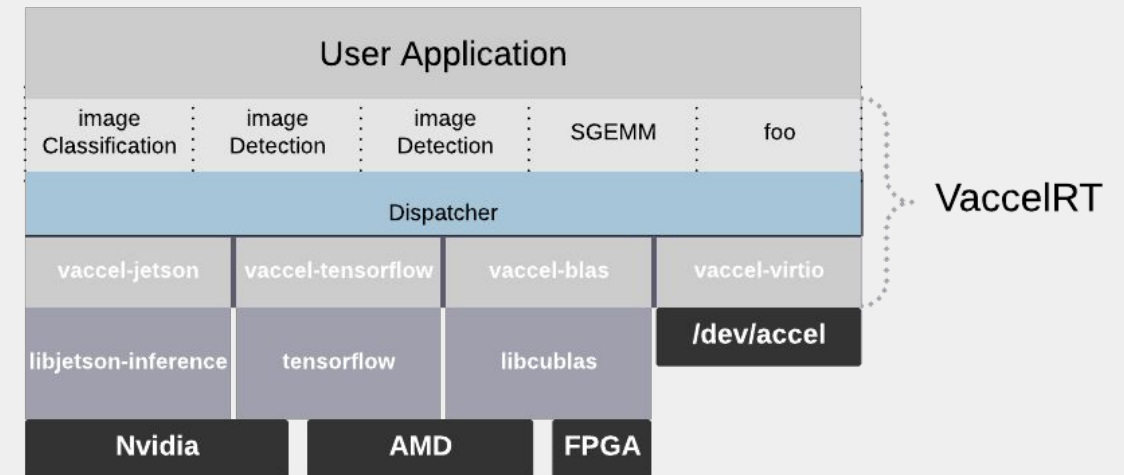 User Application
image
Classification
image
Detection
image
Detection
SGEMM
foo
VaccelRT
Dispatcher
vaccel-jetson
vaccel-tensorflow
vaccel-blas
vaccel-virtio
libjetson-inference
tensorflow
libcublas
/dev/accel
Nvidia
AMD
FPGA